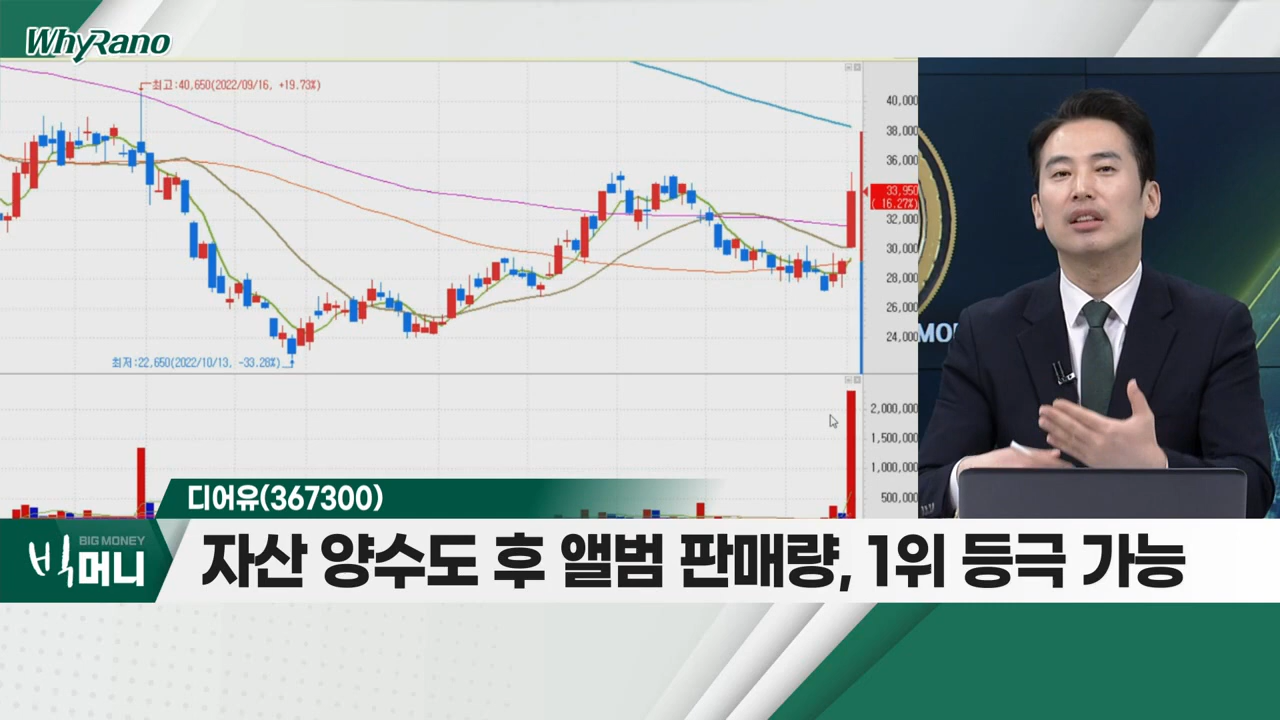 WhyRano
최고:40,650(2022/09/16, +19.73%)
40,000
38,000
36,000
33,950
( 16.27%)
32,000
30,000
28,000
26,000
24,000
최저:22,650(2022/10/13, -33.28%)
2,000,000
1,500,000
1,000,000
500,000
디어유(367300)
BIG MONEY
빅머니
자산 양수도 후 앨범 판매량, 1위 등극 가능